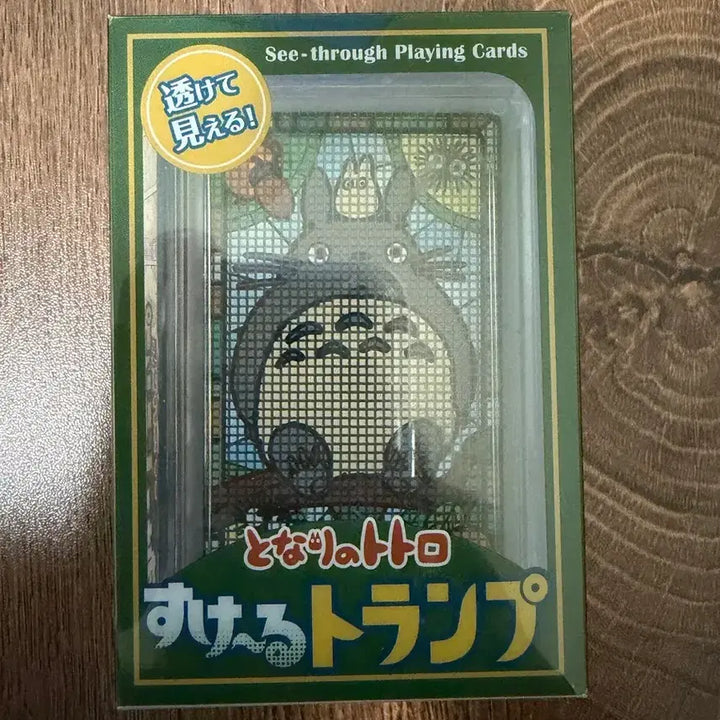 See-through Playing Cards
透けて
見える!
となりのトトロ
すけ〜るトランプ